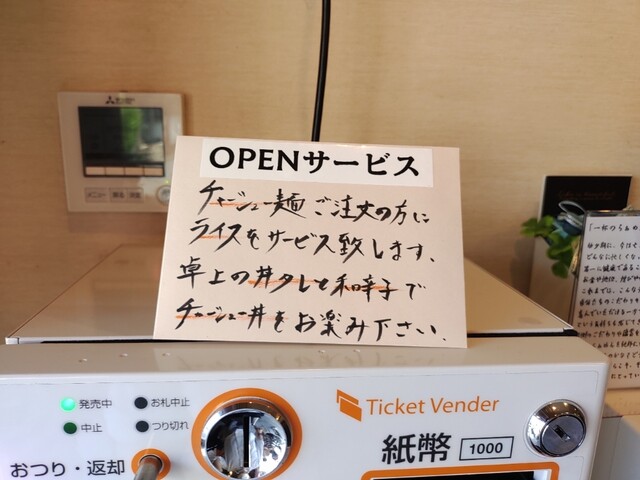 OPENサービス
チャーシュー麺ご注文の方に
ライスをサービス致します。
卓上の丼タレと和辛子で
チャーシュー丼をお楽み下さい。
発売中
お札中止
中止
つり切れ
おつり・返却
Ticket Vender
紙幣 1000